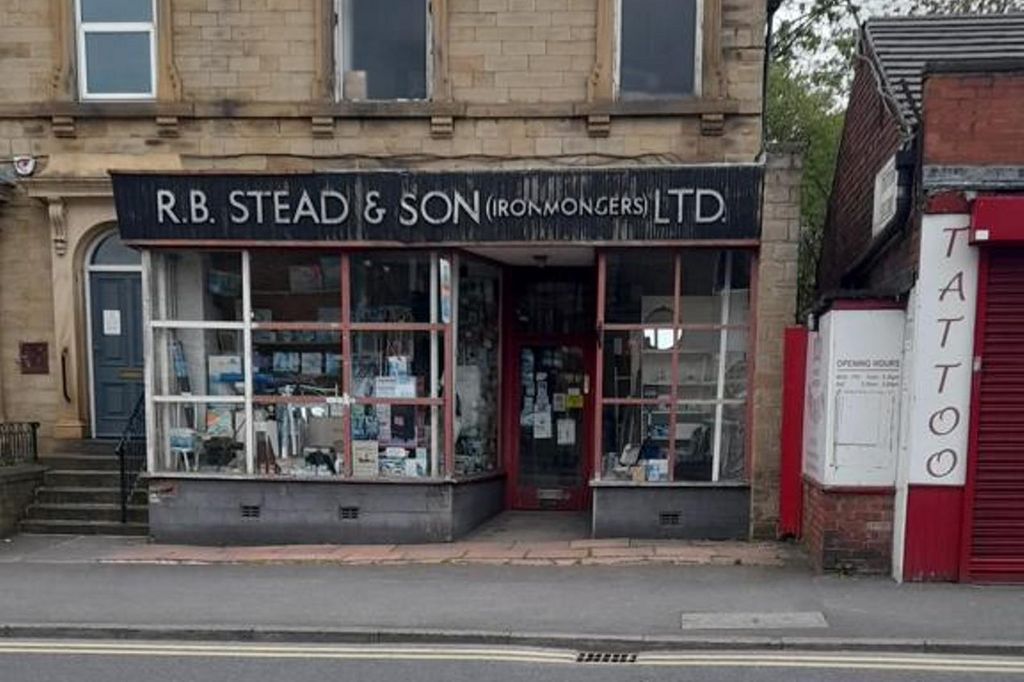 R.B. STEAD & SON (IRONMONGERS) LTD.
TATTOO
OPENING HOURS